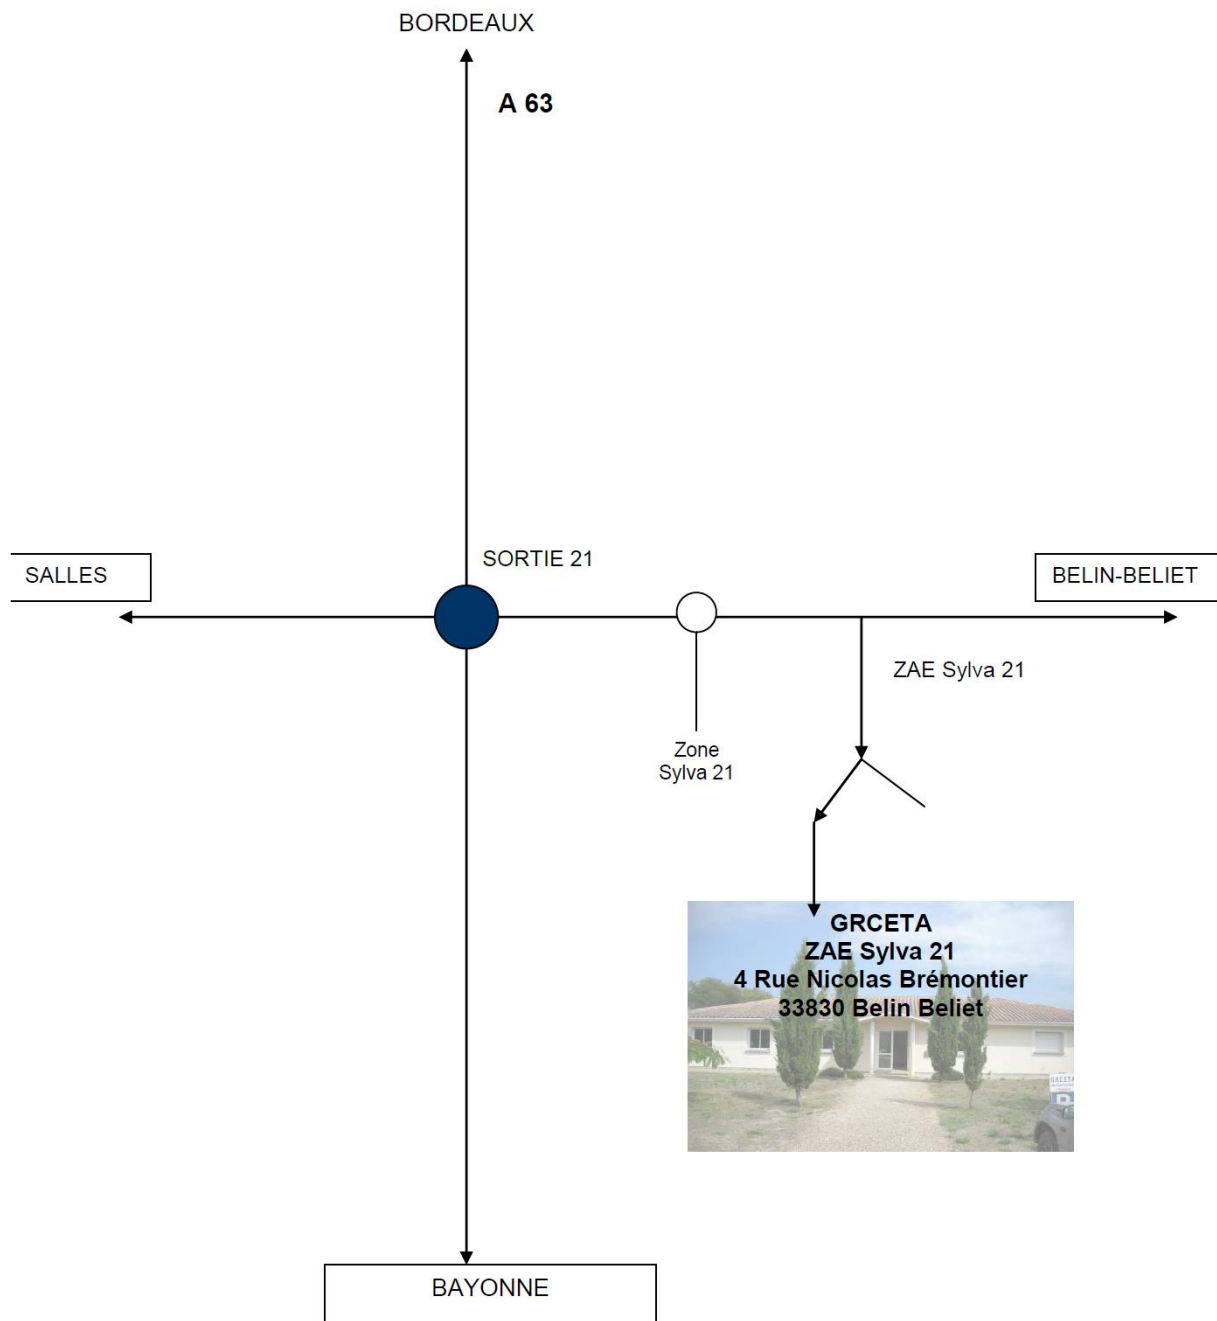 BORDEAUX
A 63
SORTIE 21
SALLES
BELIN-BELIET
ZAE Sylva 21
Zone
Sylva 21
GRCETA
ZAE Sylva 21
4 Rue Nicolas Brémontier
33830 Belin Beliet
BAYONNE